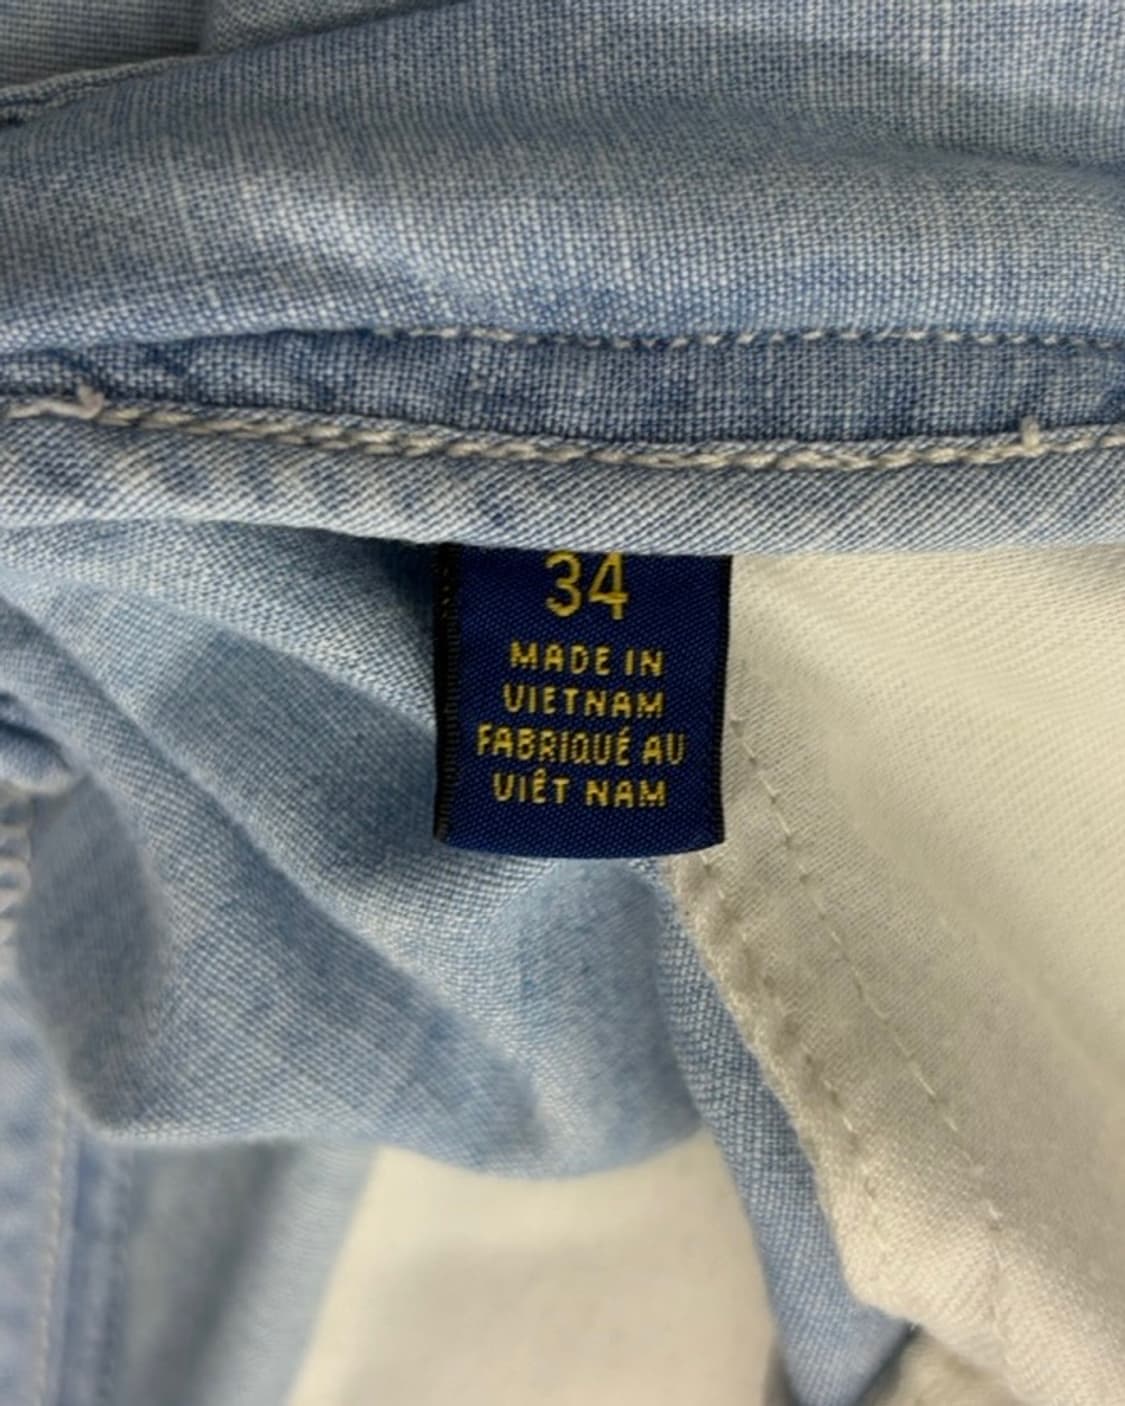 34
MADE IN
VIETNAM
FABRIQUÉ AU
VIÊT NAM